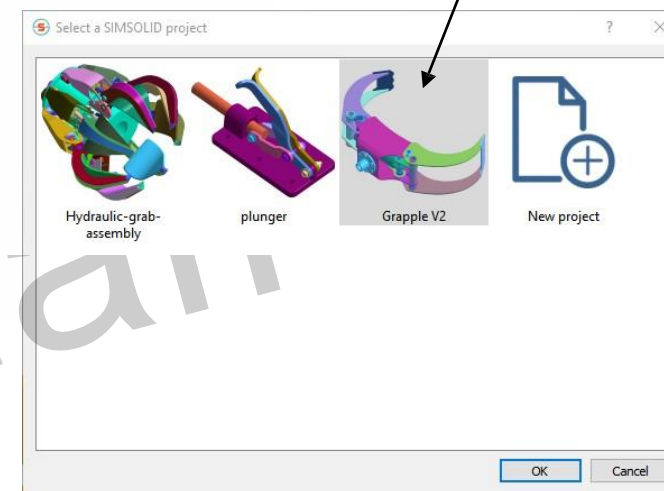 Select a SIMSOLID project
Hydraulic-grab-
assembly
plunger
Grapple V2
New project
OK
Cancel